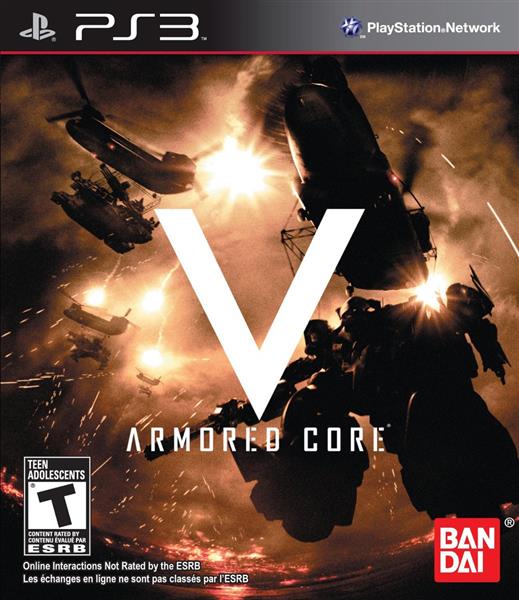 PS3
PlayStation®Network
V
ARMORED CORE
TEEN
ADOLESCENTS
T
CONTENT RATED BY
CONTENU ÉVALUÉ PAR
ESRB
Online Interactions Not Rated by the ESRB
Les échanges en ligne ne sont pas classés par l'ESRB
BAN
DAI
®